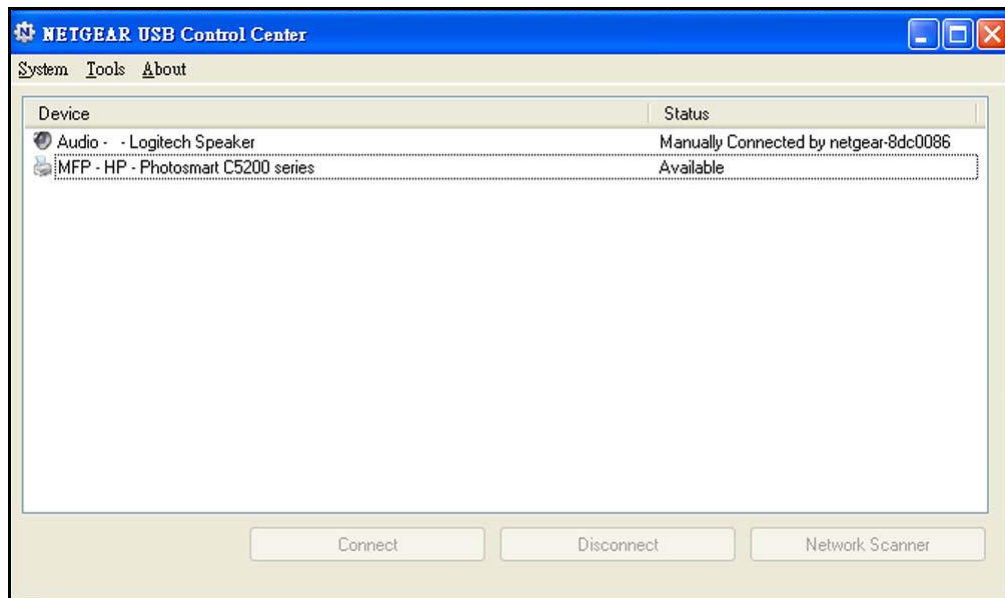 NETGEAR USB Control Center
System Tools About
Device Status
Audio - - Logitech Speaker Manually Connected by netgear-8dc0086
MFP - HP - Photosmart C5200 series Available
Connect Disconnect Network Scanner